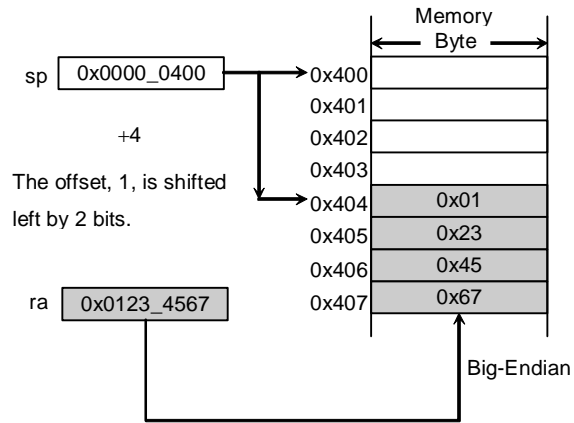 Memory
Byte
sp 0x0000_0400
0x400
0x401
+4
0x402
The offset, 1, is shifted
left by 2 bits.
0x403
0x404 0x01
0x405 0x23
0x406 0x45
ra 0x0123_4567
0x407 0x67
Big-Endian